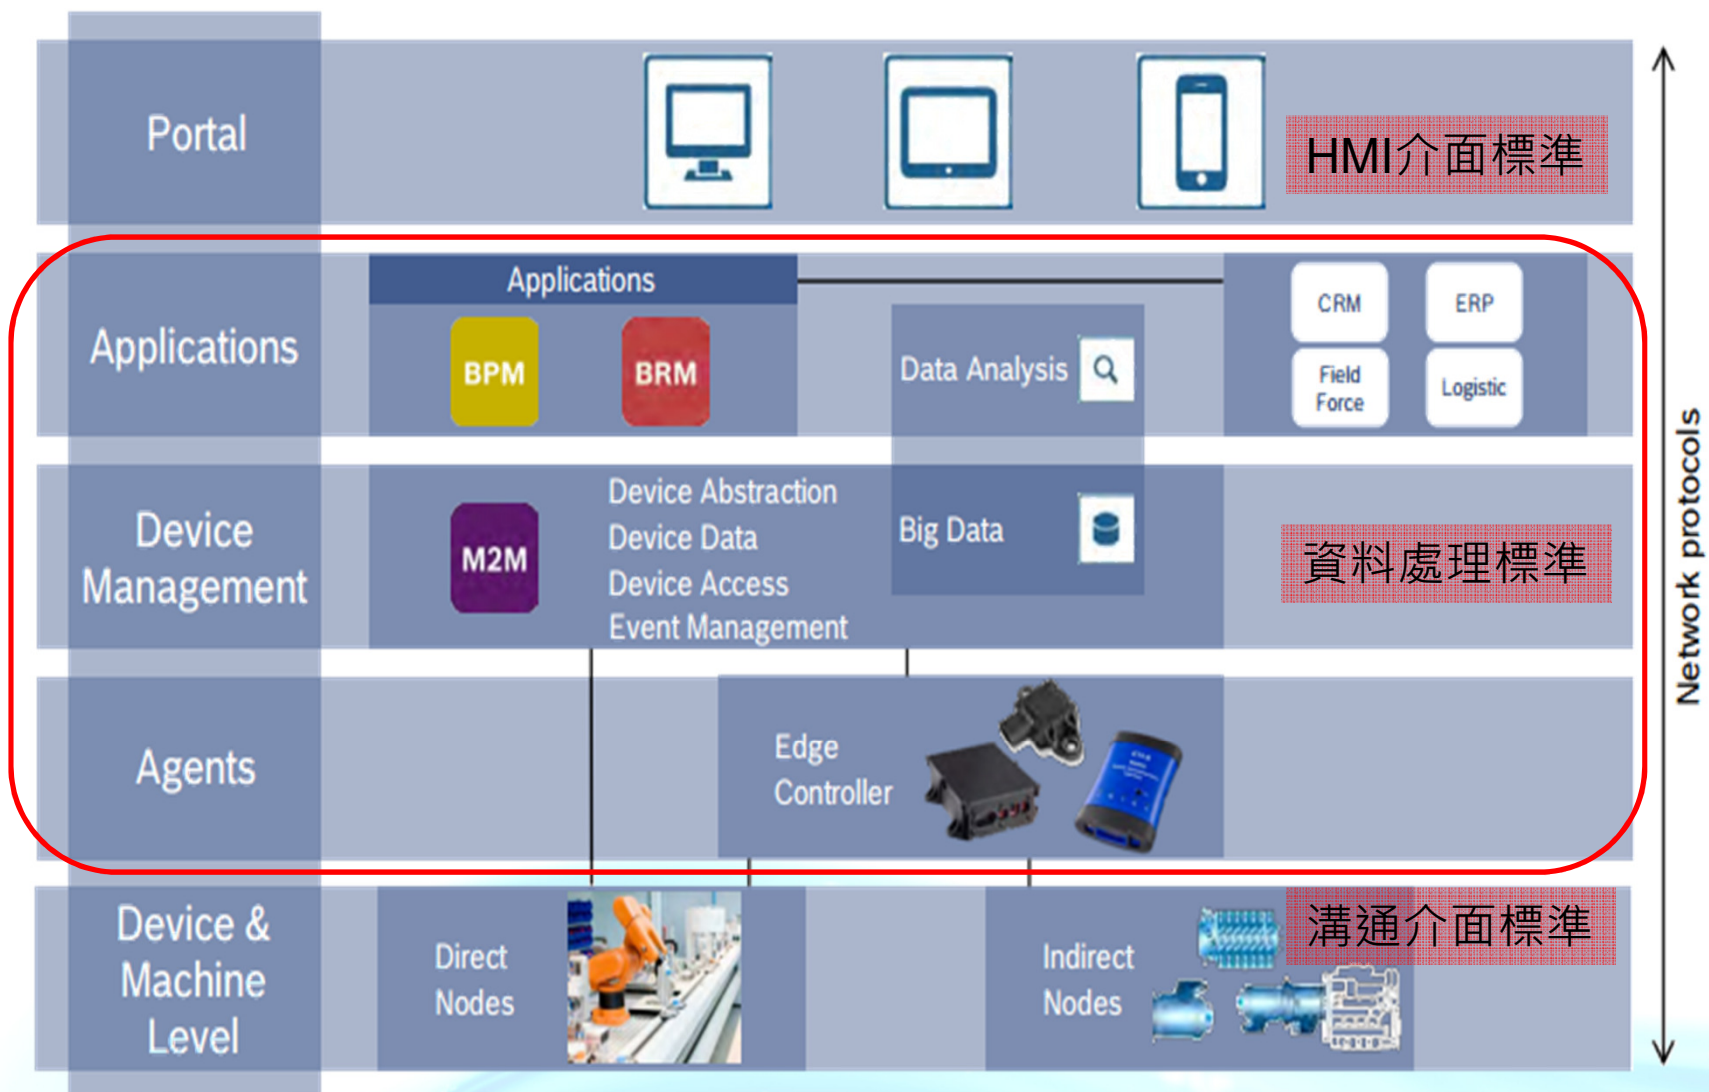 Portal
HMI介面標準
Applications
Applications
BPM
BRM
Data Analysis
CRM
ERP
Field
Force
Logistic
Device
Management
M2M
Device Abstraction
Device Data
Device Access
Event Management
Big Data
資料處理標準
Agents
Edge
Controller
Device &
Machine
Level
Direct
Nodes
Indirect
Nodes
溝通介面標準
Network protocols